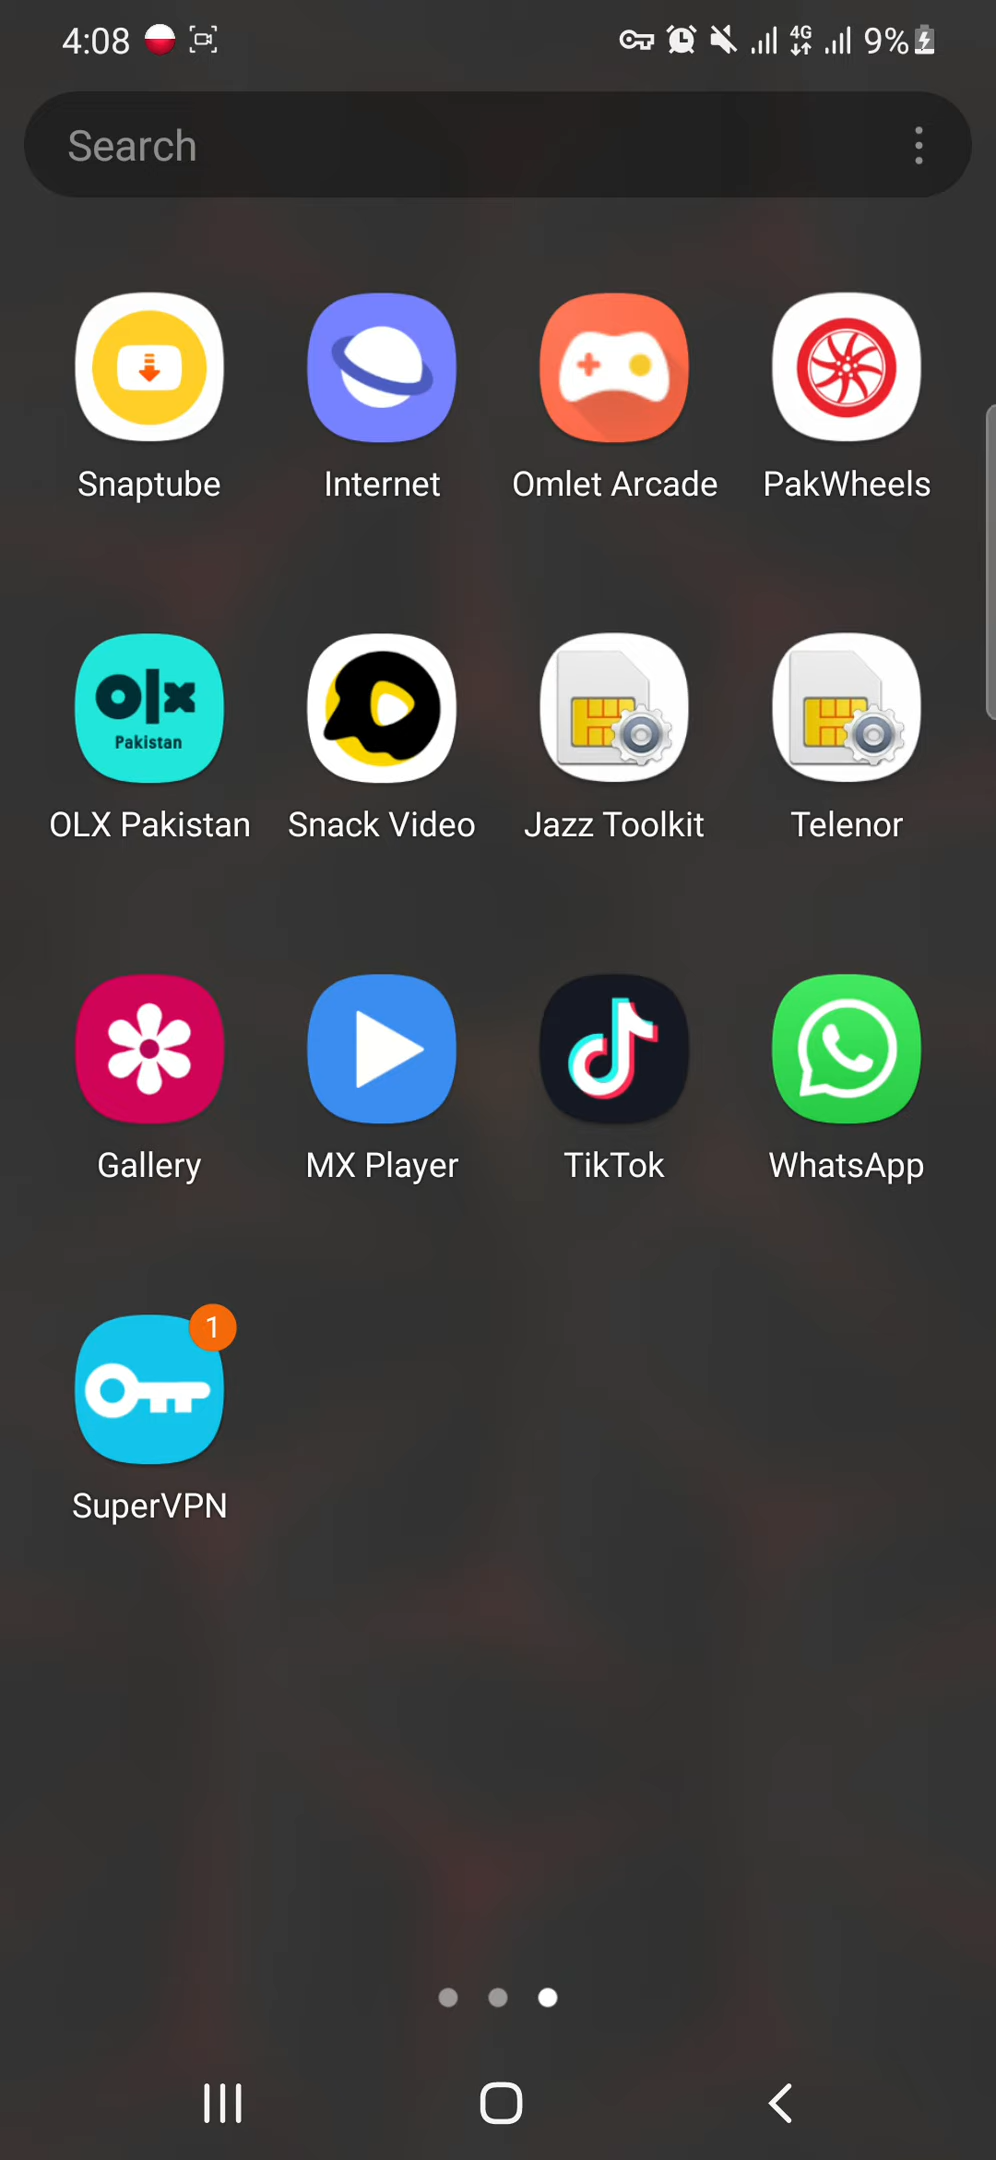 4:08 4G 9%
Search
Snaptube Internet Omlet Arcade PakWheels
olx
Pakistan
OLX Pakistan Snack Video Jazz Toolkit Telenor
Gallery MX Player TikTok WhatsApp
1
SuperVPN